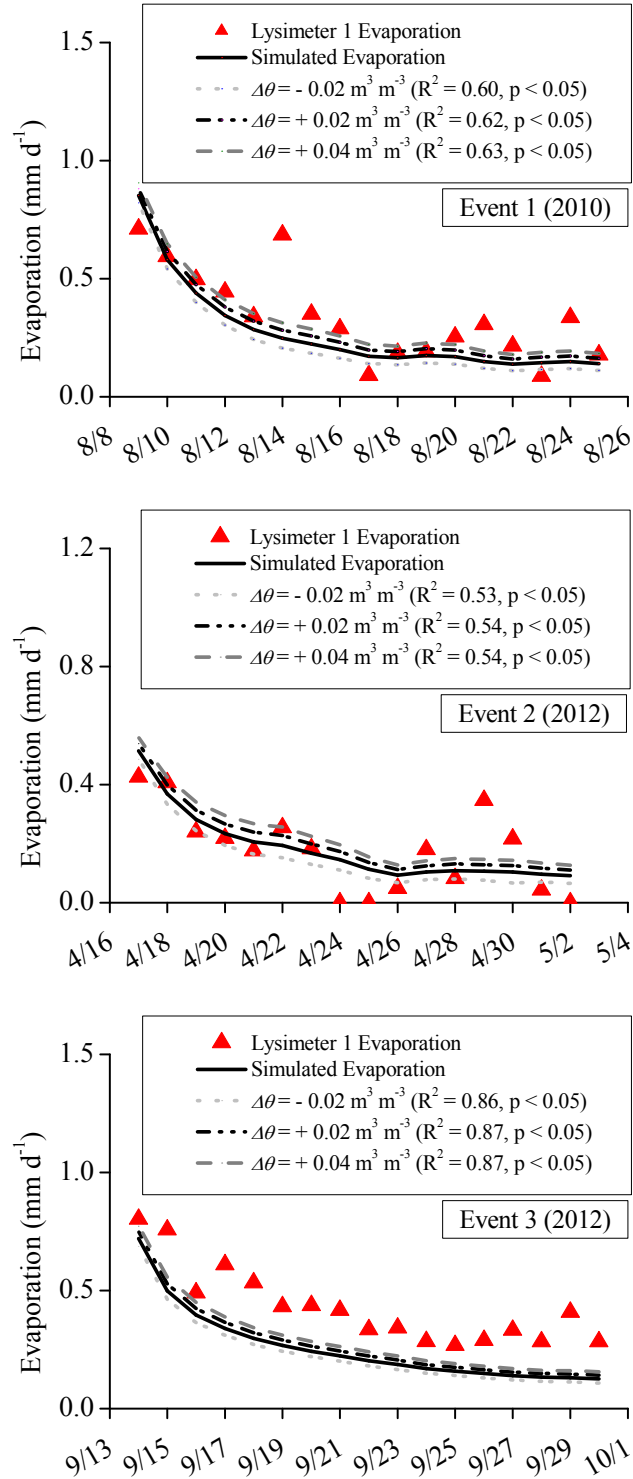 1.5
1.0
0.5
0.0
Evaporation (mm d⁻¹)
Lysimeter 1 Evaporation
Simulated Evaporation
Δθ = - 0.02 m³ m⁻³ (R² = 0.60, p < 0.05)
Δθ = + 0.02 m³ m⁻³ (R² = 0.62, p < 0.05)
Δθ = + 0.04 m³ m⁻³ (R² = 0.63, p < 0.05)
Event 1 (2010)
8/8 8/10 8/12 8/14 8/16 8/18 8/20 8/22 8/24 8/26
1.2
0.8
0.4
0.0
Evaporation (mm d⁻¹)
Lysimeter 1 Evaporation
Simulated Evaporation
Δθ = - 0.02 m³ m⁻³ (R² = 0.53, p < 0.05)
Δθ = + 0.02 m³ m⁻³ (R² = 0.54, p < 0.05)
Δθ = + 0.04 m³ m⁻³ (R² = 0.54, p < 0.05)
Event 2 (2012)
4/16 4/18 4/20 4/22 4/24 4/26 4/28 4/30 5/2 5/4
1.5
1.0
0.5
0.0
Evaporation (mm d⁻¹)
Lysimeter 1 Evaporation
Simulated Evaporation
Δθ = - 0.02 m³ m⁻³ (R² = 0.86, p < 0.05)
Δθ = + 0.02 m³ m⁻³ (R² = 0.87, p < 0.05)
Δθ = + 0.04 m³ m⁻³ (R² = 0.87, p < 0.05)
Event 3 (2012)
9/13 9/15 9/17 9/19 9/21 9/23 9/25 9/27 9/29 10/1